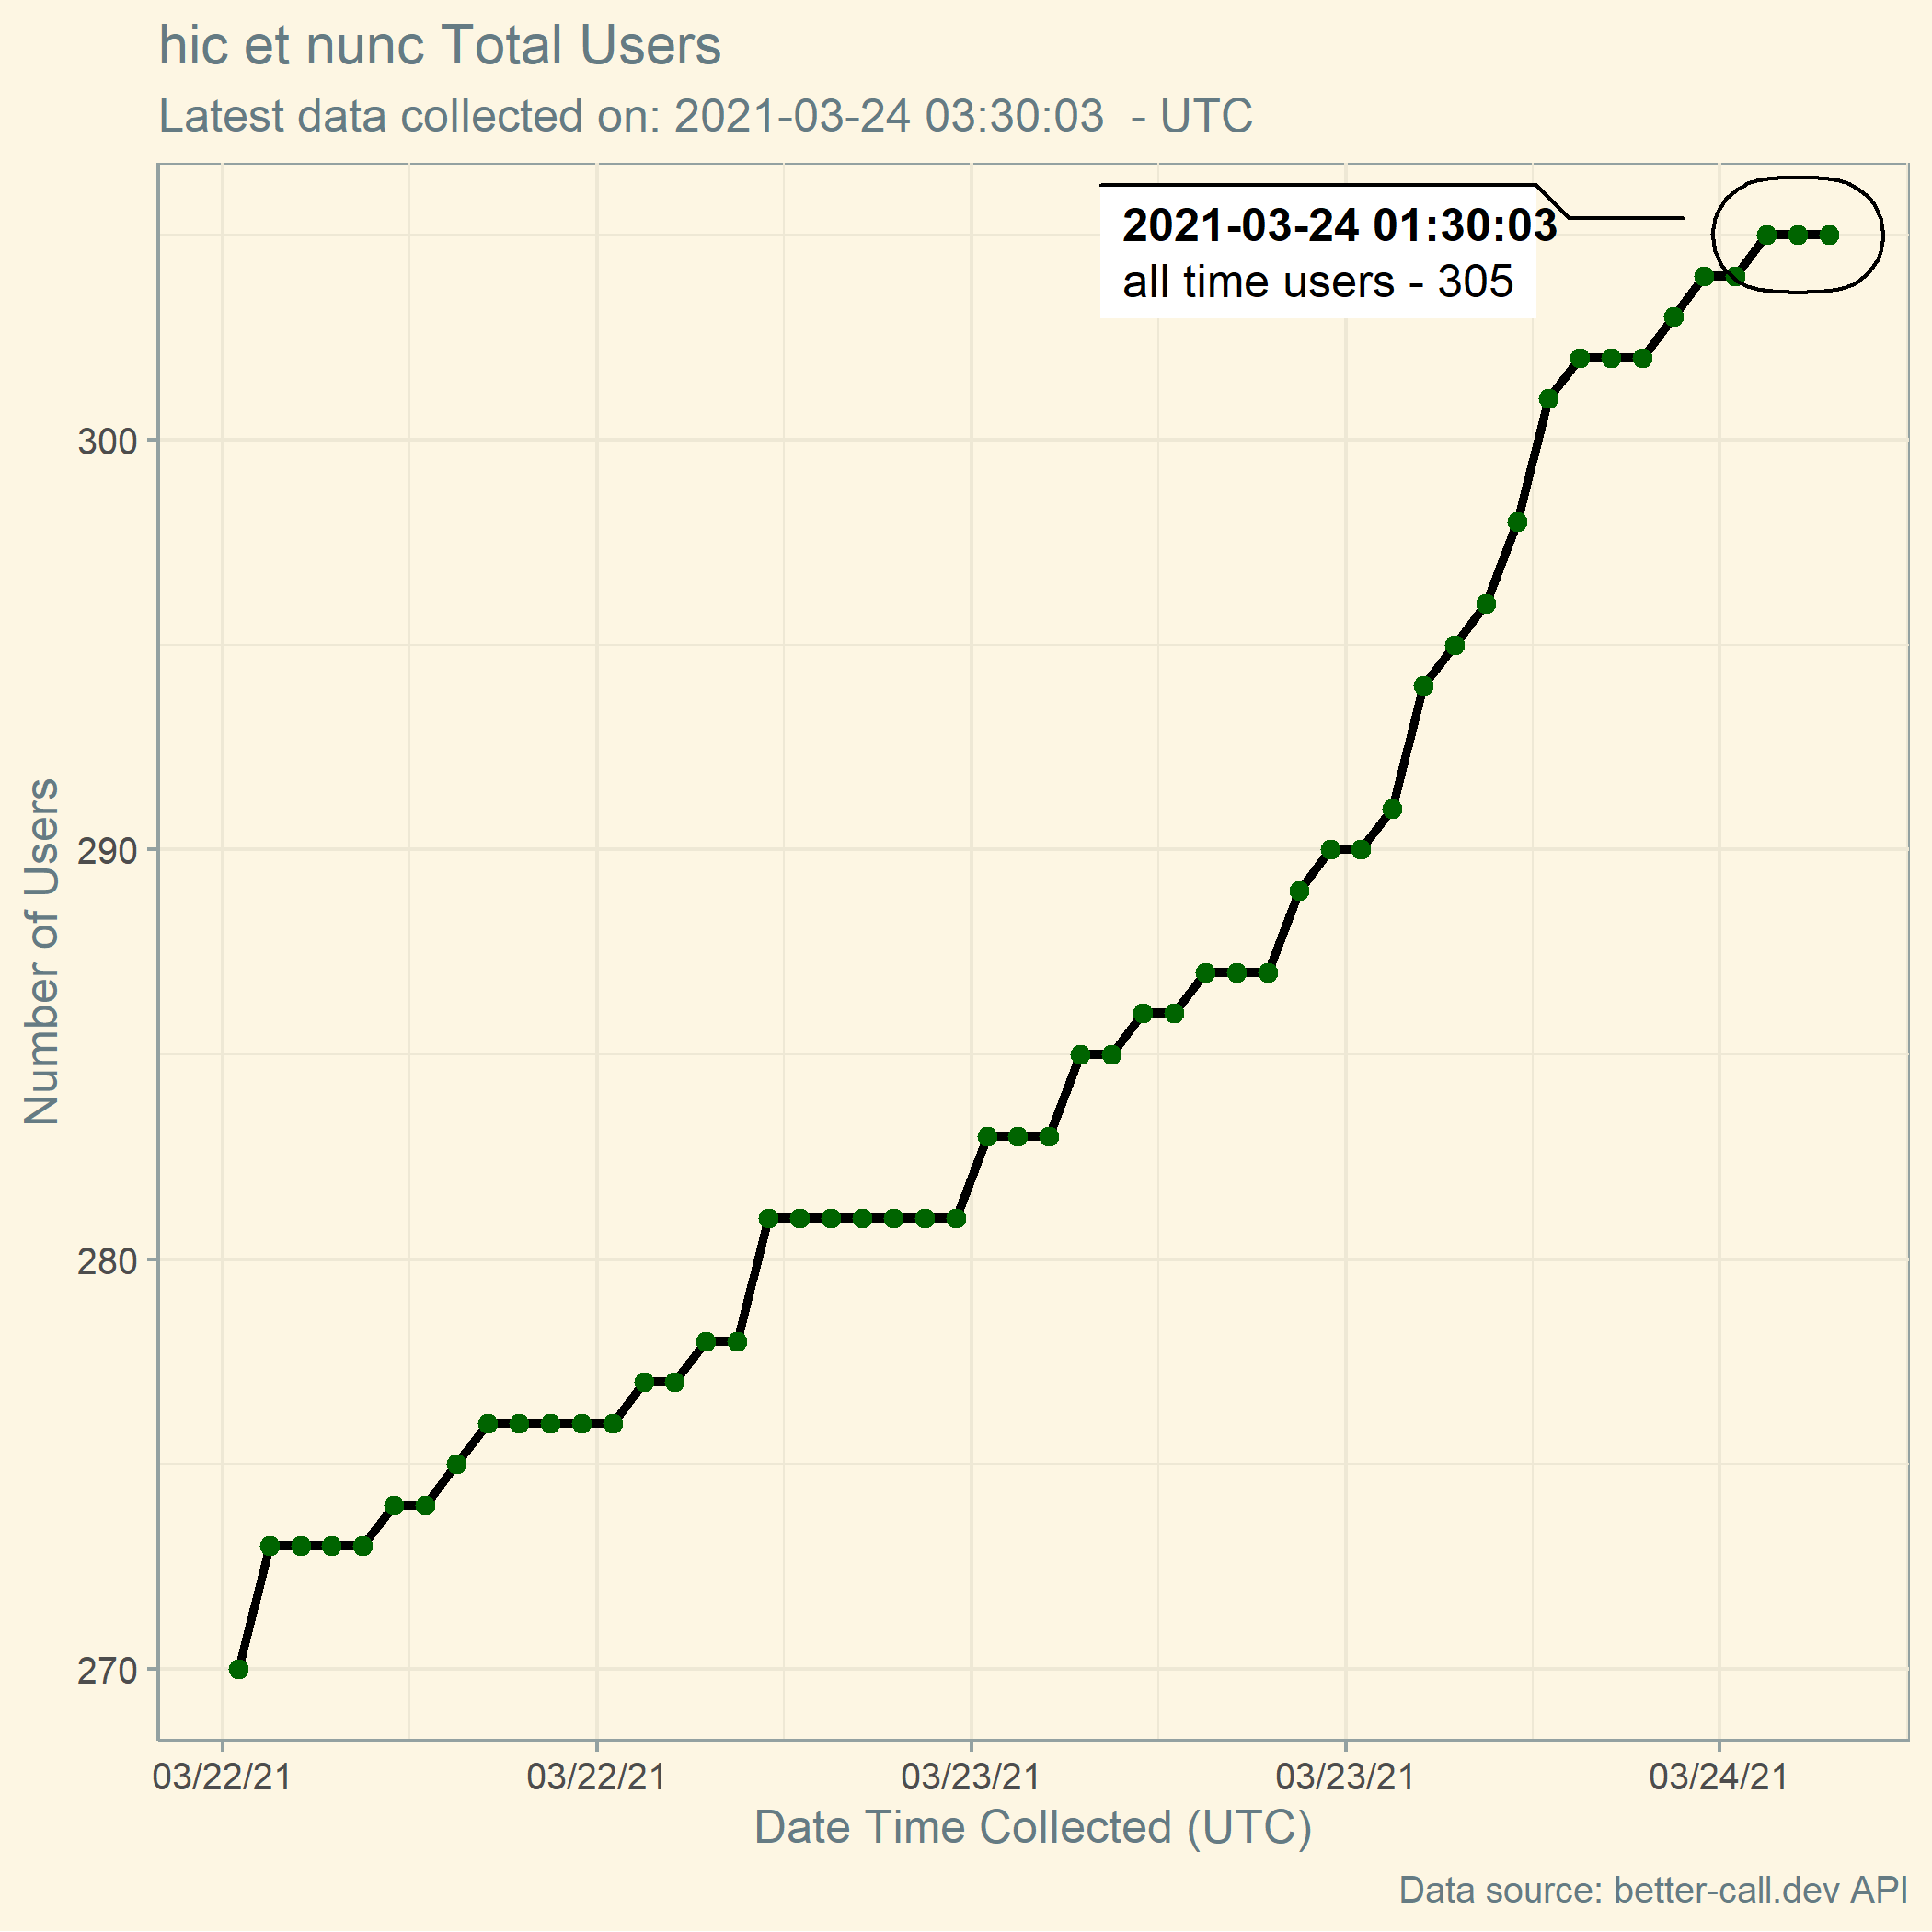 hic et nunc Total Users
Latest data collected on: 2021-03-24 03:30:03  - UTC
2021-03-24 01:30:03
all time users - 305
Number of Users
300
290
280
270
03/22/21 03/22/21 03/23/21 03/23/21 03/24/21
Date Time Collected (UTC)
Data source: better-call.dev API